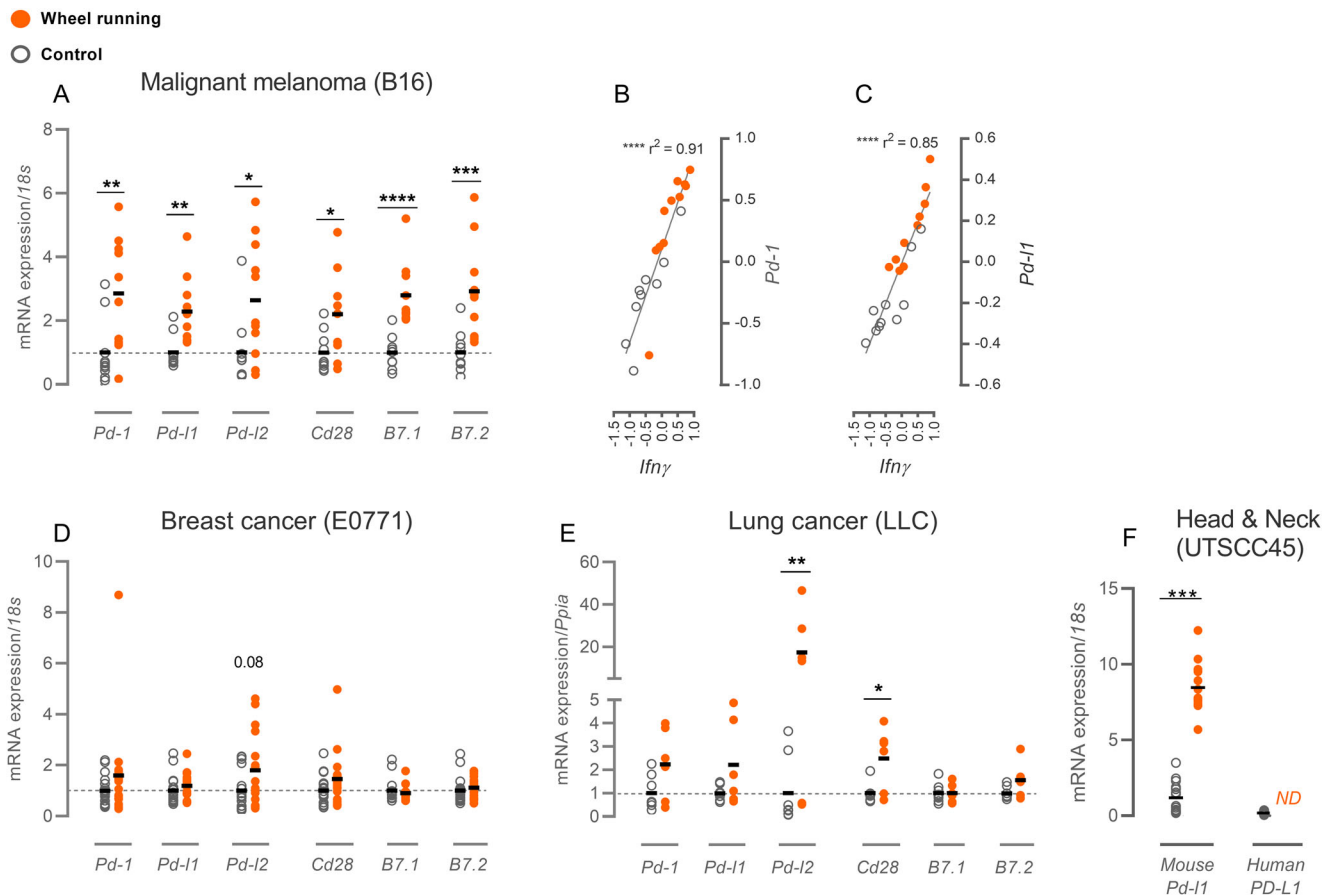 Wheel running
Control
Malignant melanoma (B16)
A
mRNA expression/18s
8
6
4
2
0
**
**
*
*
****
***
Pd-1
Pd-l1
Pd-l2
Cd28
B7.1
B7.2
B
**** r² = 0.91
1.0
0.5
0.0
-0.5
-1.0
Pd-1
-1.5
-1.0
-0.5
0.0
0.5
1.0
Ifnγ
C
**** r² = 0.85
0.6
0.4
0.2
0.0
-0.2
-0.4
-0.6
Pd-l1
-1.5
-1.0
-0.5
0.0
0.5
1.0
Ifnγ
D
Breast cancer (E0771)
mRNA expression/18s
10
8
6
4
2
0
0.08
Pd-1
Pd-l1
Pd-l2
Cd28
B7.1
B7.2
E
Lung cancer (LLC)
mRNA expression/Ppia
60
40
20
5
4
3
2
1
0
**
*
Pd-1
Pd-l1
Pd-l2
Cd28
B7.1
B7.2
F
Head & Neck
(UTSCC45)
mRNA expression/18s
15
10
5
0
***
ND
Mouse
Pd-l1
Human
PD-L1